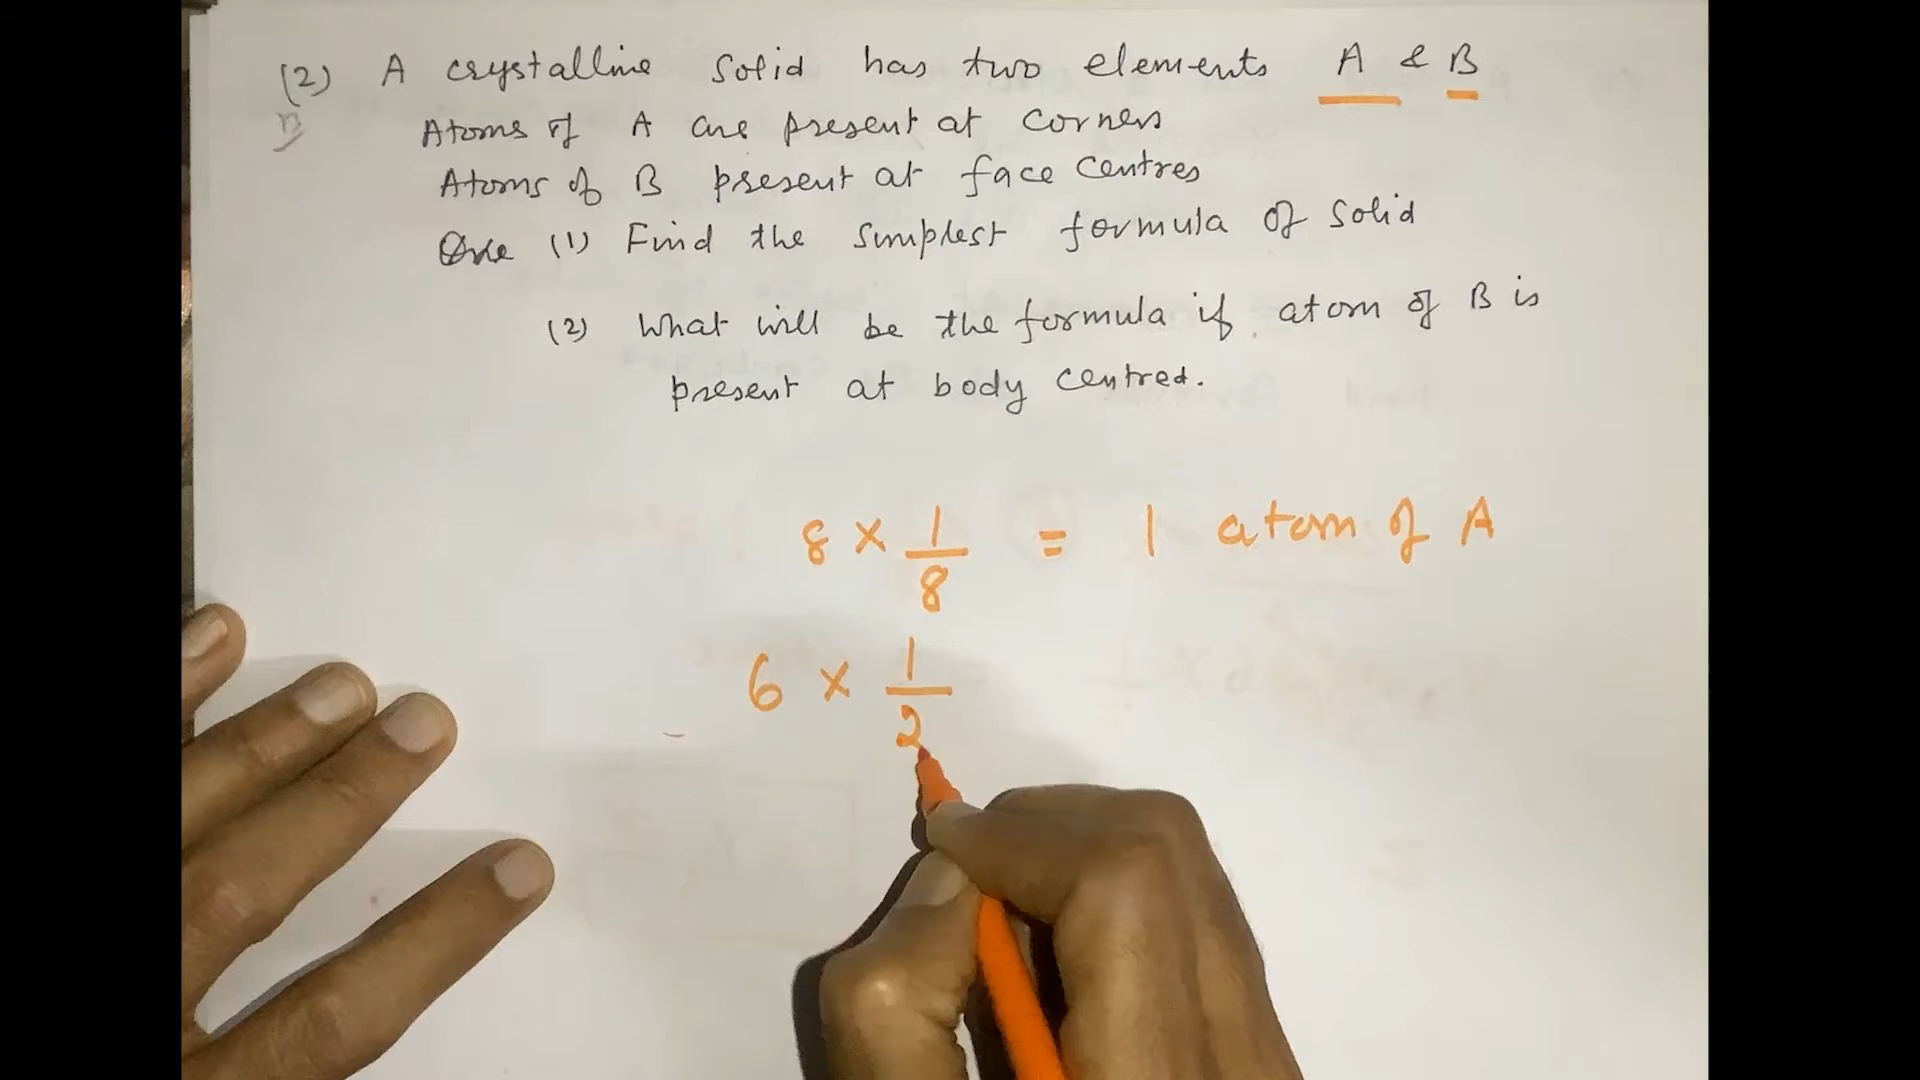 (2) A crystalline solid has two elements A & B
Atoms of A are present at corners
Atoms of B present at face centres
(1) Find the simplest formula of solid
(2) What will be the formula if atom of B is
present at body centred.
8 × 1/8 = 1 atom of A
6 × 1/2